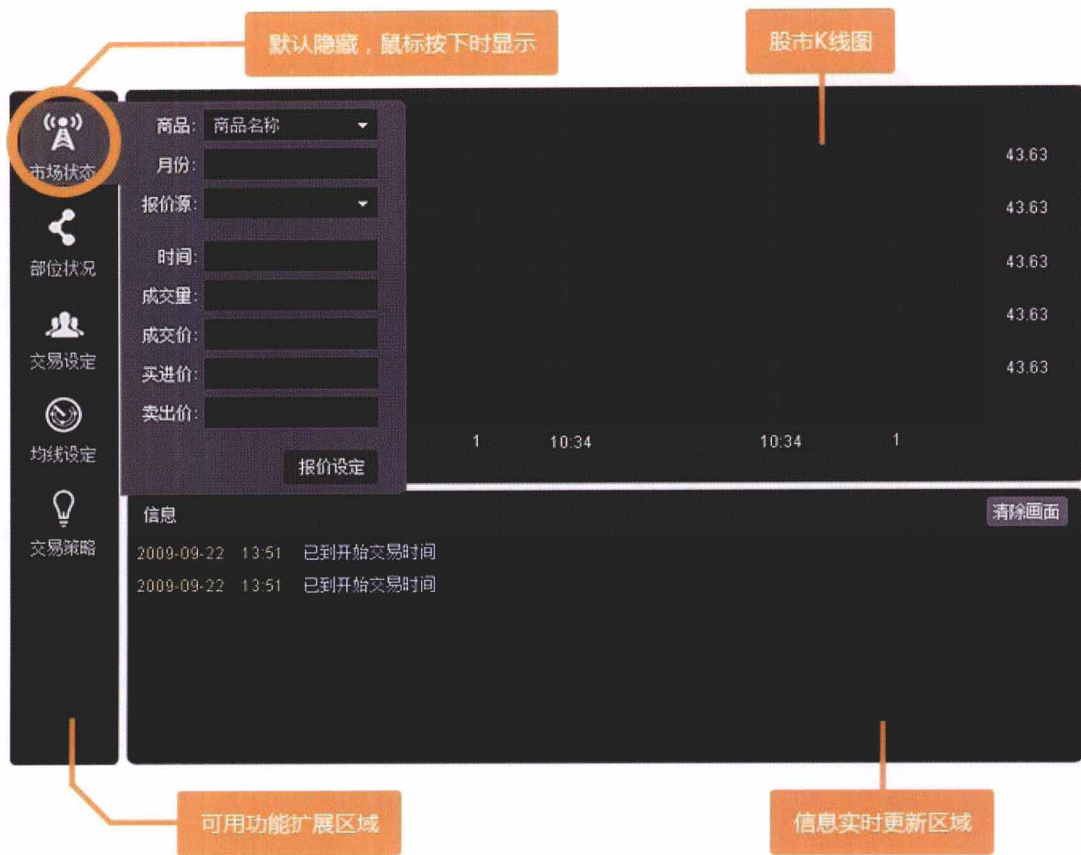 默认隐藏，鼠标按下时显示
股市K线图
市场状态
部位状况
交易设定
均线设定
交易策略
商品: 商品名称
月份:
报价源:
时间:
成交量:
成交价:
买进价:
卖出价:
报价设定
43.63
43.63
43.63
43.63
43.63
1 10:34 10:34 1
信息 清除画面
2009-09-22 13:51 已到开始交易时间
2009-09-22 13:51 已到开始交易时间
可用功能扩展区域
信息实时更新区域